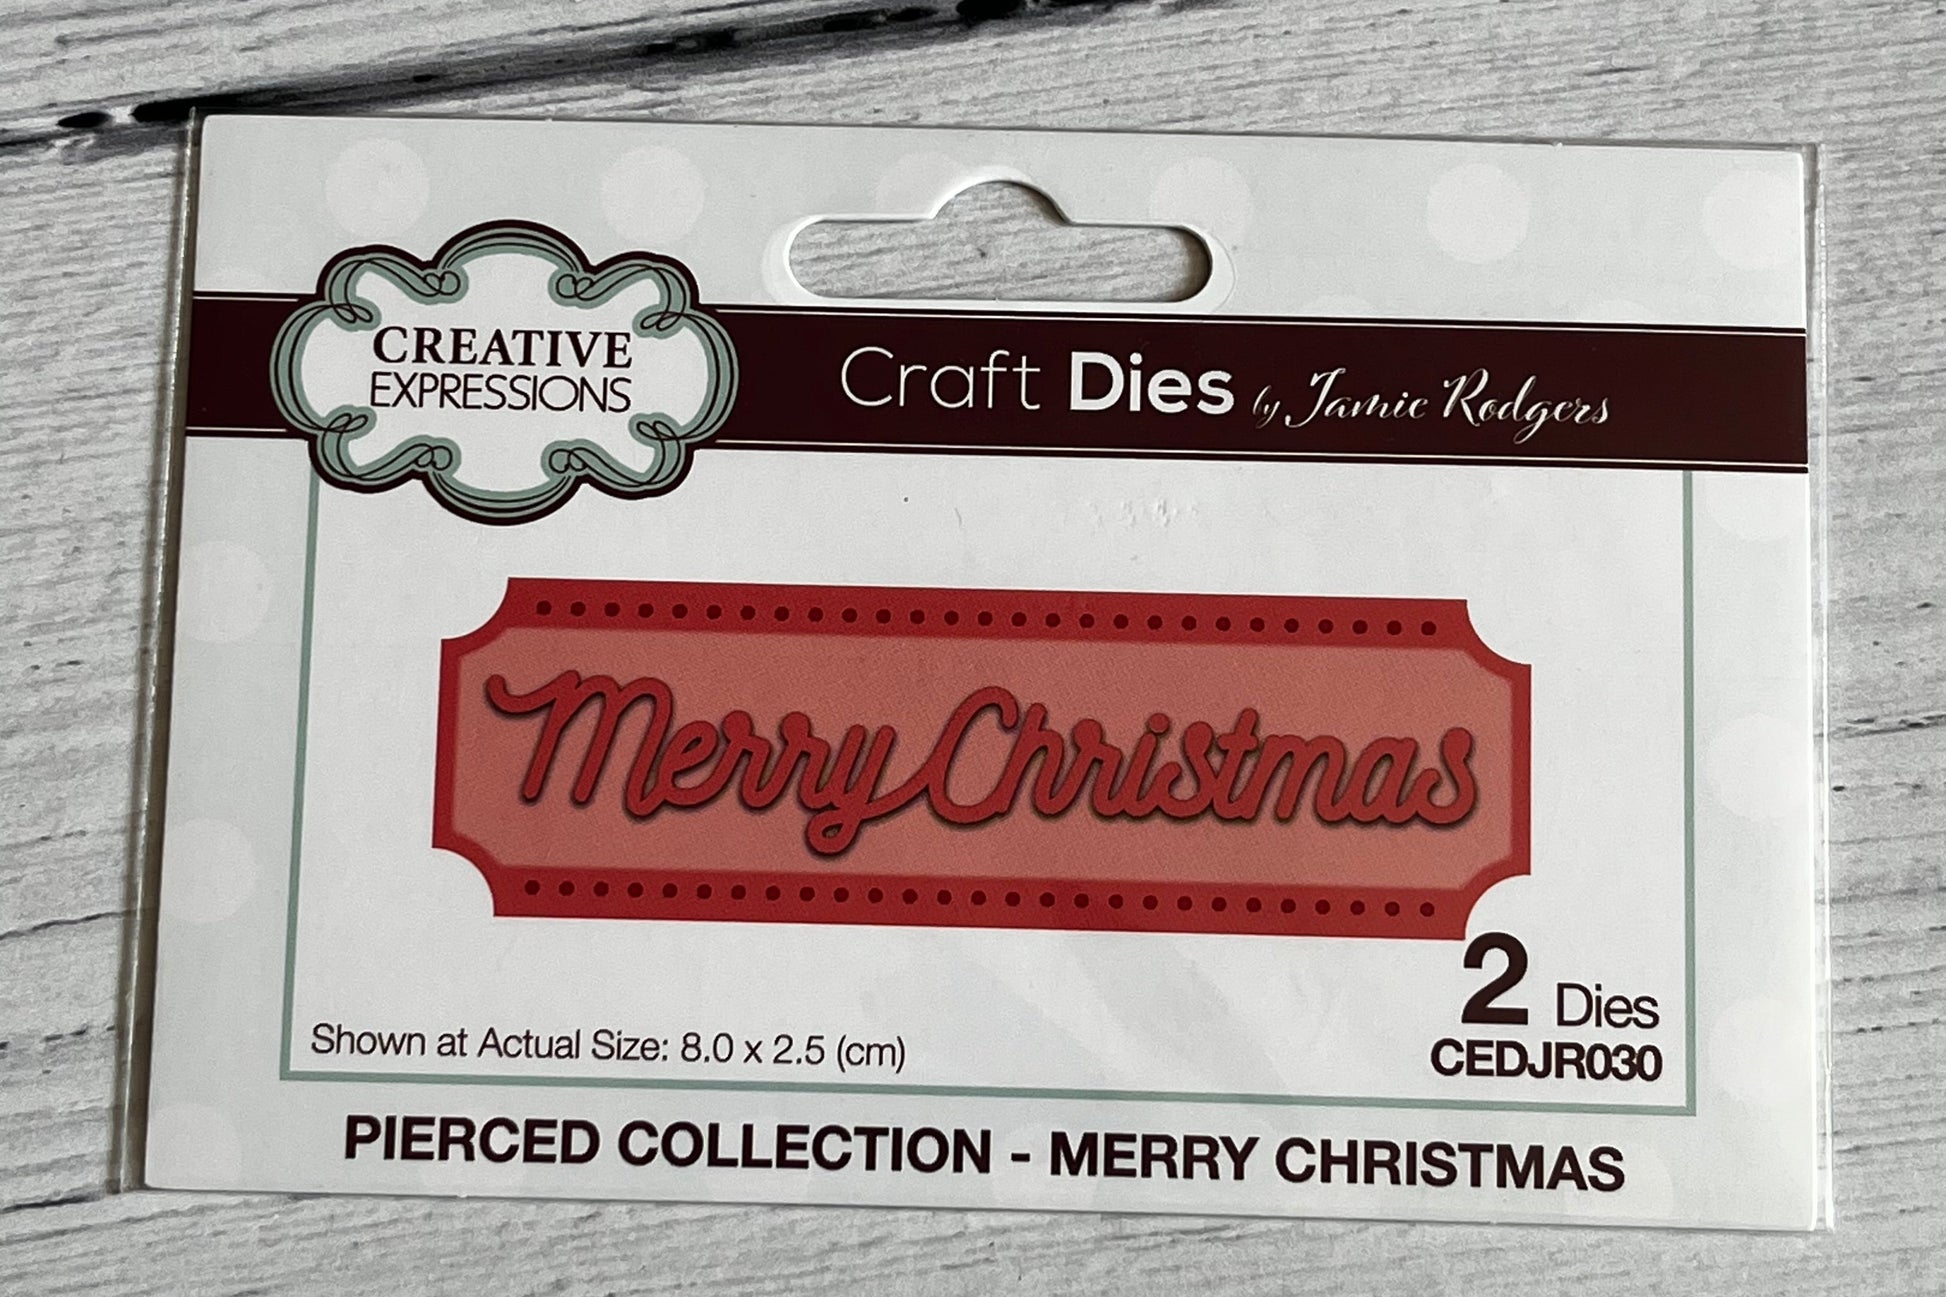 CREATIVE
EXPRESSIONS
Craft Dies by Jamie Rodgers
Merry Christmas
2 Dies
Shown at Actual Size: 8.0 x 2.5 (cm)
CEDJR030
PIERCED COLLECTION - MERRY CHRISTMAS